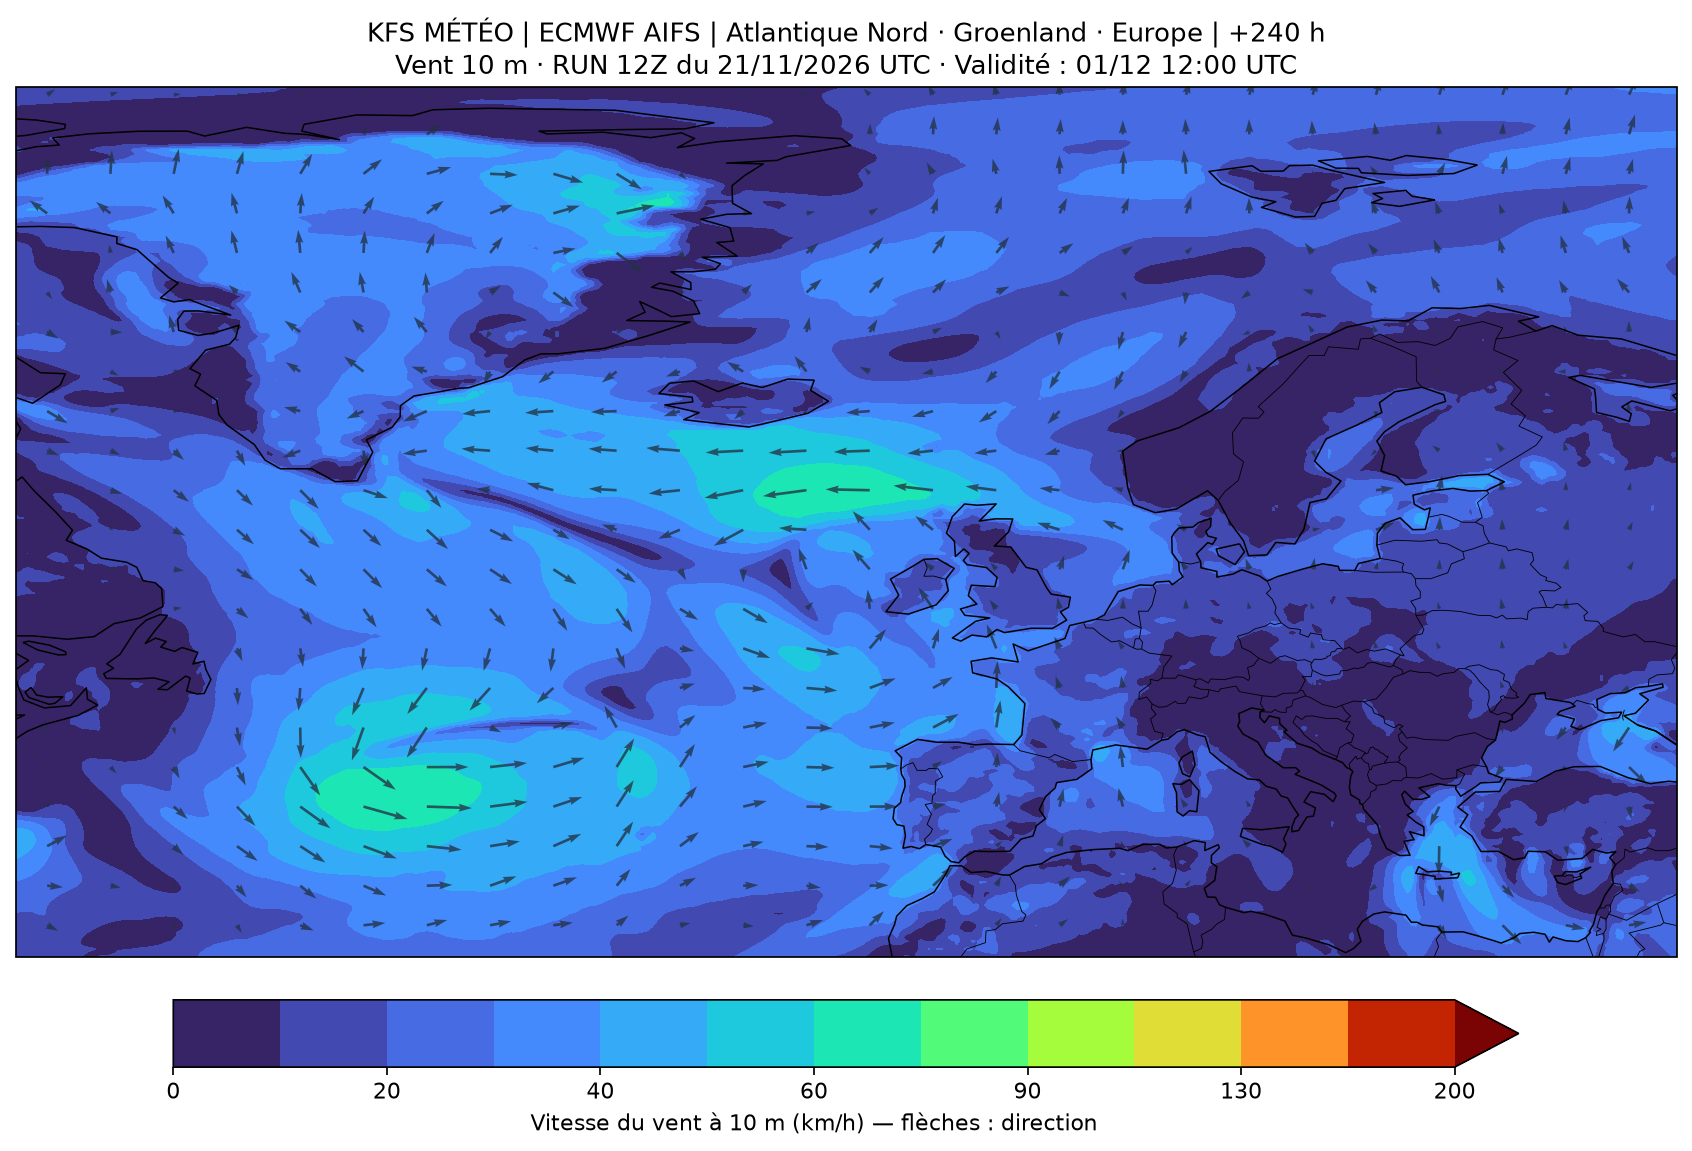 KFS MÉTÉO | ECMWF AIFS | Atlantique Nord · Groenland · Europe | +240 h
Vent 10 m · RUN 12Z du 21/11/2026 UTC · Validité : 01/12 12:00 UTC
0 20 40 60 90 130 200
Vitesse du vent à 10 m (km/h) — flèches : direction